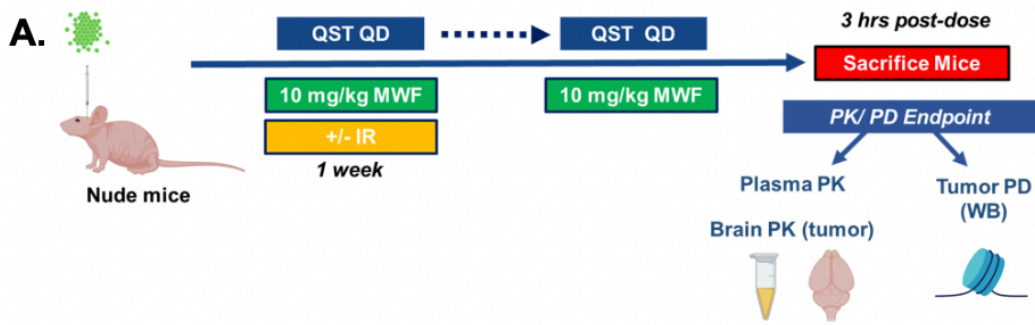 A.
Nude mice
QST QD
10 mg/kg MWF
+/- IR
1 week
QST QD
10 mg/kg MWF
3 hrs post-dose
Sacrifice Mice
PK/ PD Endpoint
Plasma PK
Brain PK (tumor)
Tumor PD
(WB)